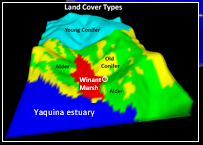 Land Cover Types
Young Conifer
Old
Conifer
Alder
Winant
Marsh
Alder
Yaquina estuary